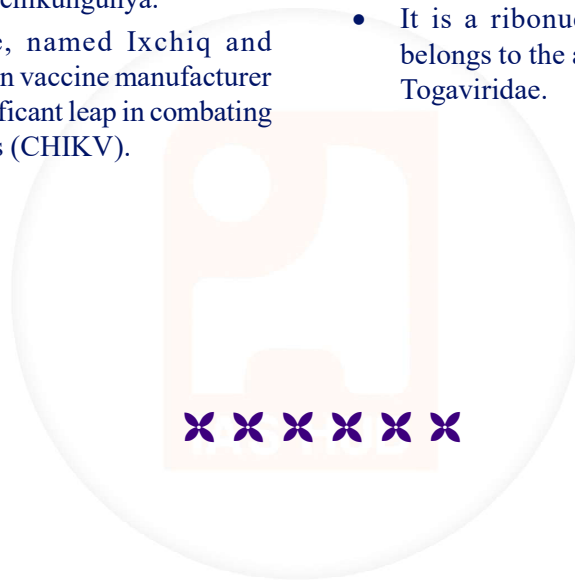 chikungunya.
e, named Ixchiq and
n vaccine manufacturer
ficant leap in combating
s (CHIKV).
• It is a ribonuc
belongs to the a
Togaviridae.